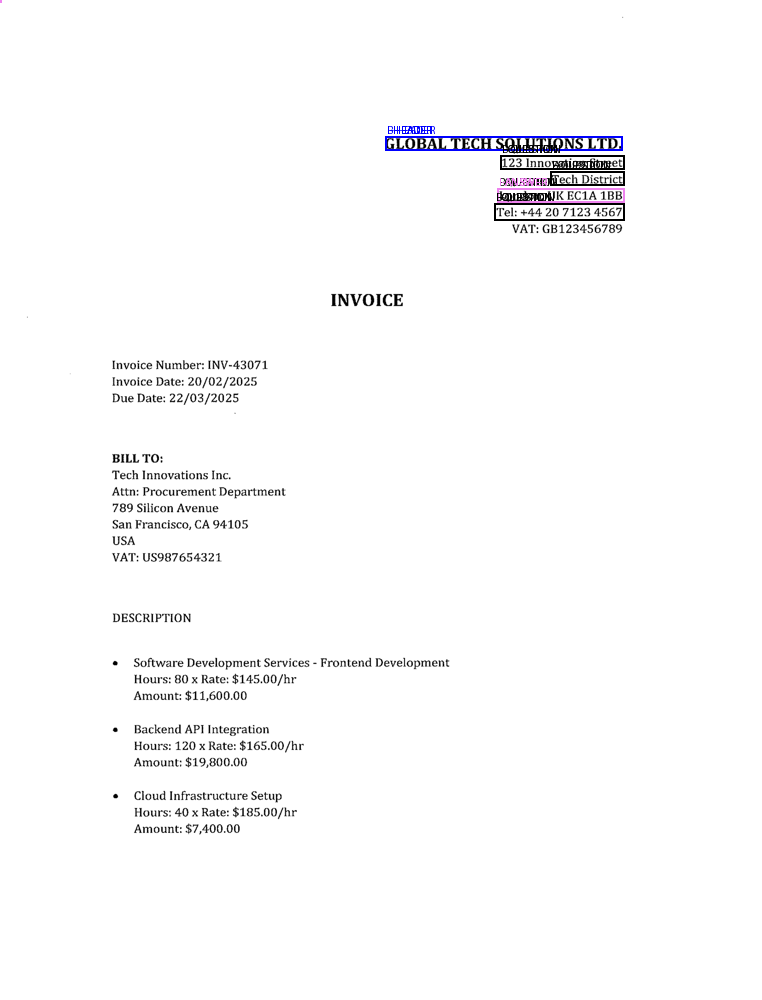 B-HEADER
GLOBAL TECH SOLUTIONS LTD.
123 Innovation Street
Tech District
UK EC1A 1BB
Tel: +44 20 7123 4567
VAT: GB123456789
INVOICE
Invoice Number: INV-43071
Invoice Date: 20/02/2025
Due Date: 22/03/2025
BILL TO:
Tech Innovations Inc.
Attn: Procurement Department
789 Silicon Avenue
San Francisco, CA 94105
USA
VAT: US987654321
DESCRIPTION
• Software Development Services - Frontend Development
Hours: 80 x Rate: $145.00/hr
Amount: $11,600.00
• Backend API Integration
Hours: 120 x Rate: $165.00/hr
Amount: $19,800.00
• Cloud Infrastructure Setup
Hours: 40 x Rate: $185.00/hr
Amount: $7,400.00